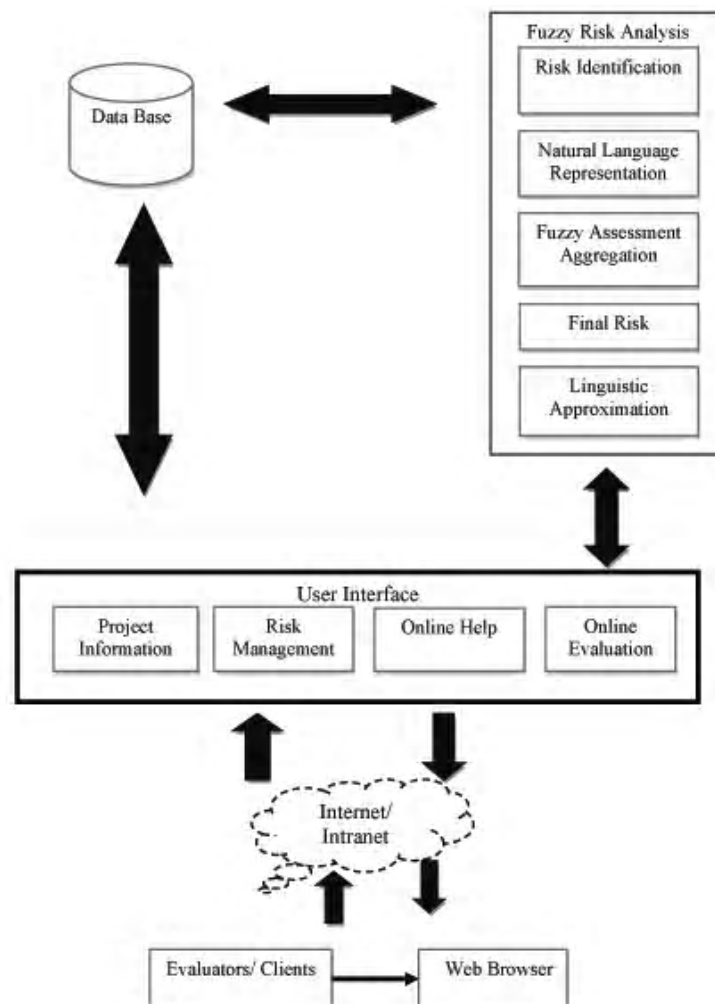 Fuzzy Risk Analysis
Risk Identification
Data Base
Natural Language
Representation
Fuzzy Assessment
Aggregation
Final Risk
Linguistic
Approximation
User Interface
Project
Information
Risk
Management
Online Help
Online
Evaluation
Internet/
Intranet
Evaluators/ Clients
Web Browser